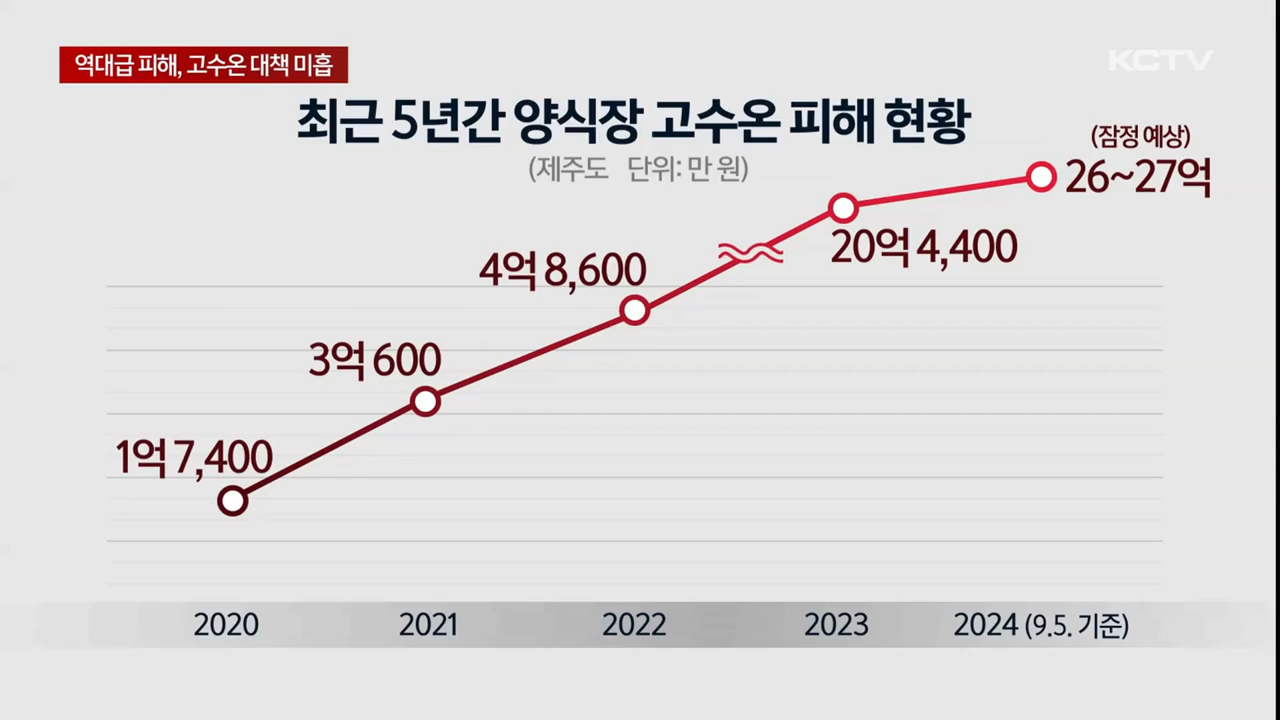 역대급 피해, 고수온 대책 미흡
KCTV
최근 5년간 양식장 고수온 피해 현황
(제주도 단위: 만 원)
(잠정 예상)
26~27억
20억 4,400
4억 8,600
3억 600
1억 7,400
2020 2021 2022 2023 2024 (9.5. 기준)